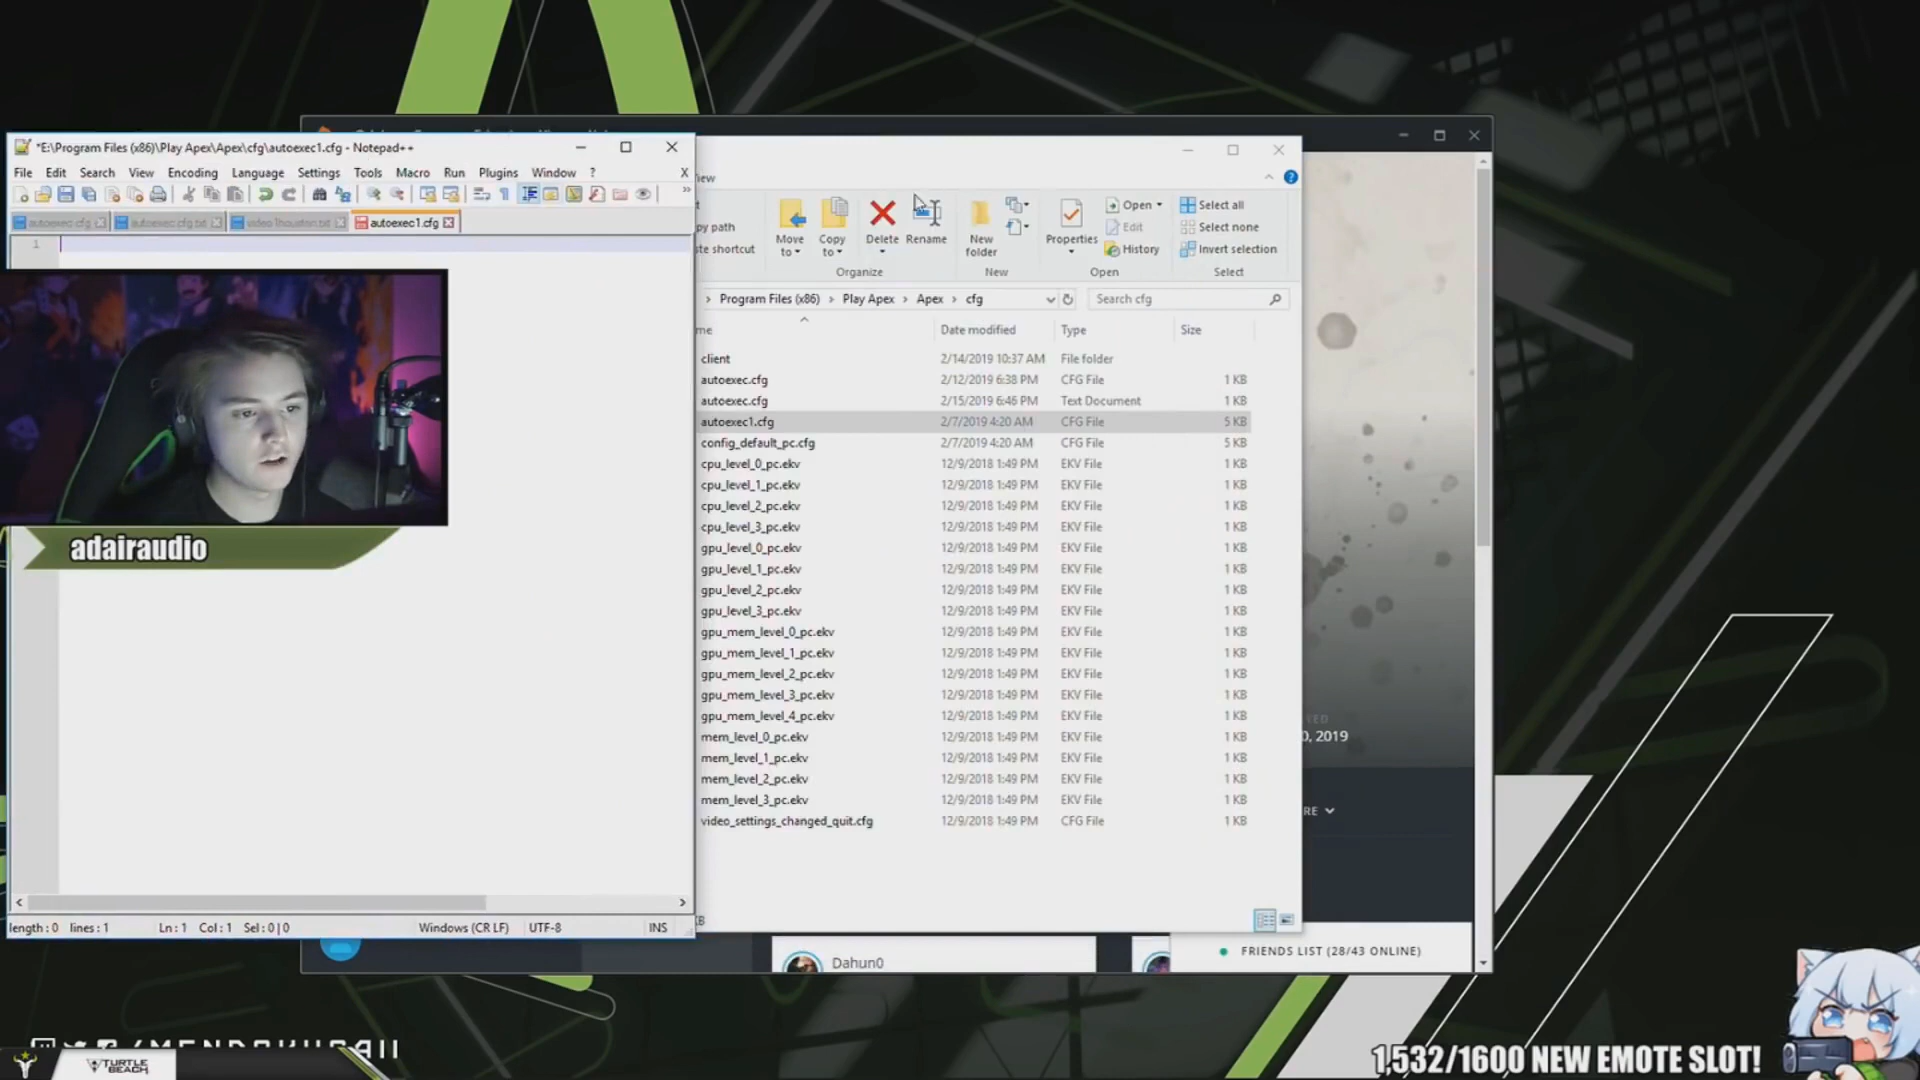 *E:\Program Files (x86)\Play Apex\Apex\cfg\autoexec1.cfg - Notepad++
File Edit Search View Encoding Language Settings Tools Macro Run Plugins Window ? X
autoexec.cfg autoexec.cfg.txt video 1houston.txt autoexec1.cfg
1
adairaudio
length : 0 lines : 1 Ln : 1 Col : 1 Sel : 0 | 0 Windows (CR LF) UTF-8 INS
Move to Copy to Delete Rename New folder Properties Open Edit History Select all Select none Invert selection
Organize New Open Select
Program Files (x86) › Play Apex › Apex › cfg Search cfg
Date modified Type Size
client 2/14/2019 10:37 AM File folder
autoexec.cfg 2/12/2019 6:38 PM CFG File 1 KB
autoexec.cfg 2/15/2019 6:46 PM Text Document 1 KB
autoexec1.cfg 2/7/2019 4:20 AM CFG File 5 KB
config_default_pc.cfg 2/7/2019 4:20 AM CFG File 5 KB
cpu_level_0_pc.ekv 12/9/2018 1:49 PM EKV File 1 KB
cpu_level_1_pc.ekv 12/9/2018 1:49 PM EKV File 1 KB
cpu_level_2_pc.ekv 12/9/2018 1:49 PM EKV File 1 KB
cpu_level_3_pc.ekv 12/9/2018 1:49 PM EKV File 1 KB
gpu_level_0_pc.ekv 12/9/2018 1:49 PM EKV File 1 KB
gpu_level_1_pc.ekv 12/9/2018 1:49 PM EKV File 1 KB
gpu_level_2_pc.ekv 12/9/2018 1:49 PM EKV File 1 KB
gpu_level_3_pc.ekv 12/9/2018 1:49 PM EKV File 1 KB
gpu_mem_level_0_pc.ekv 12/9/2018 1:49 PM EKV File 1 KB
gpu_mem_level_1_pc.ekv 12/9/2018 1:49 PM EKV File 1 KB
gpu_mem_level_2_pc.ekv 12/9/2018 1:49 PM EKV File 1 KB
gpu_mem_level_3_pc.ekv 12/9/2018 1:49 PM EKV File 1 KB
gpu_mem_level_4_pc.ekv 12/9/2018 1:49 PM EKV File 1 KB
mem_level_0_pc.ekv 12/9/2018 1:49 PM EKV File 1 KB
mem_level_1_pc.ekv 12/9/2018 1:49 PM EKV File 1 KB
mem_level_2_pc.ekv 12/9/2018 1:49 PM EKV File 1 KB
mem_level_3_pc.ekv 12/9/2018 1:49 PM EKV File 1 KB
video_settings_changed_quit.cfg 12/9/2018 1:49 PM CFG File 1 KB
0, 2019
Dahun0
FRIENDS LIST (28/43 ONLINE)
TURTLE BEACH
1,532/1600 NEW EMOTE SLOT!